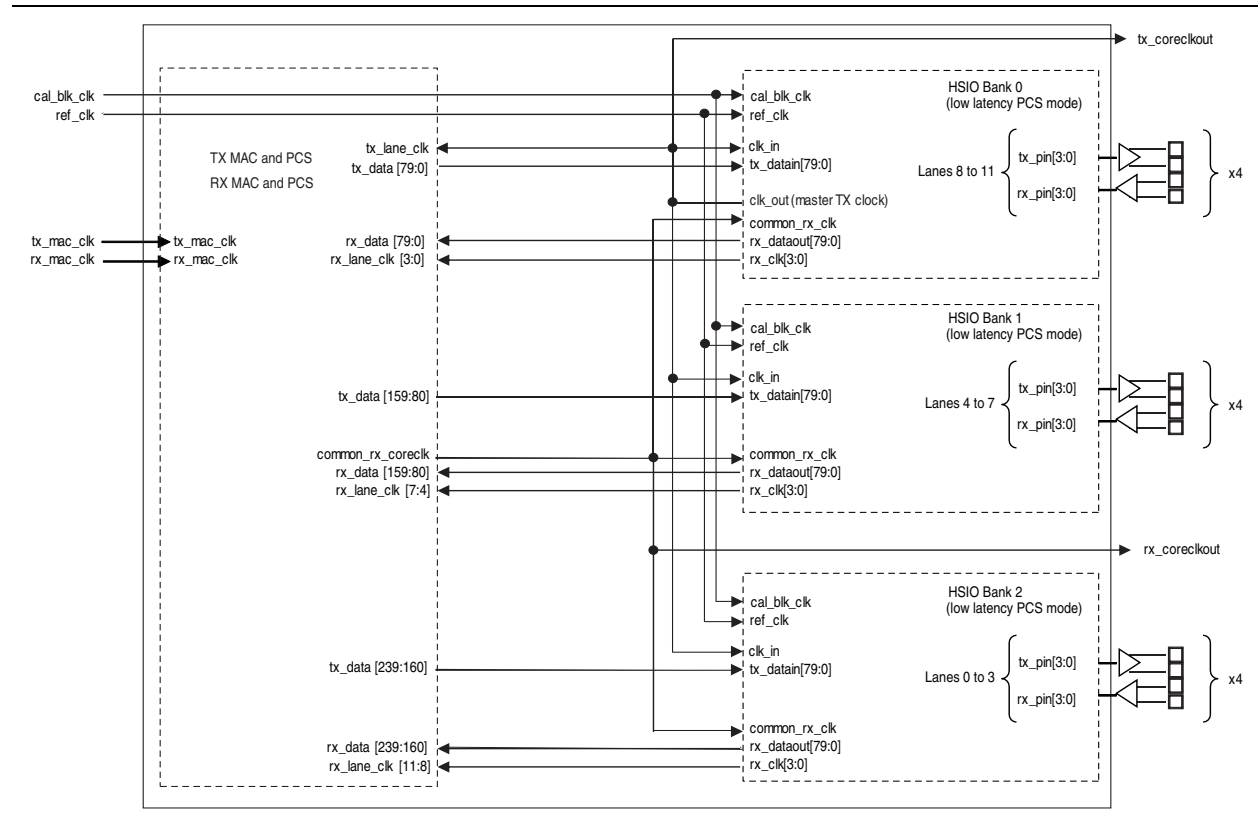 tx_coreclkout
cal_blk_clk
ref_clk
tx_mac_clk
rx_mac_clk
TX MAC and PCS
RX MAC and PCS
tx_mac_clk
rx_mac_clk
tx_lane_clk
tx_data [79:0]
rx_data [79:0]
rx_lane_clk [3:0]
tx_data [159:80]
common_rx_coreclk
rx_data [159:80]
rx_lane_clk [7:4]
tx_data [239:160]
rx_data [239:160]
rx_lane_clk [11:8]
HSIO Bank 0
(low latency PCS mode)
cal_blk_clk
ref_clk
clk_in
tx_datain[79:0]
clk_out (master TX clock)
common_rx_clk
rx_dataout[79:0]
rx_clk[3:0]
Lanes 8 to 11
tx_pin[3:0]
rx_pin[3:0]
x4
HSIO Bank 1
(low latency PCS mode)
cal_blk_clk
ref_clk
clk_in
tx_datain[79:0]
common_rx_clk
rx_dataout[79:0]
rx_clk[3:0]
Lanes 4 to 7
tx_pin[3:0]
rx_pin[3:0]
x4
rx_coreclkout
HSIO Bank 2
(low latency PCS mode)
cal_blk_clk
ref_clk
clk_in
tx_datain[79:0]
common_rx_clk
rx_dataout[79:0]
rx_clk[3:0]
Lanes 0 to 3
tx_pin[3:0]
rx_pin[3:0]
x4